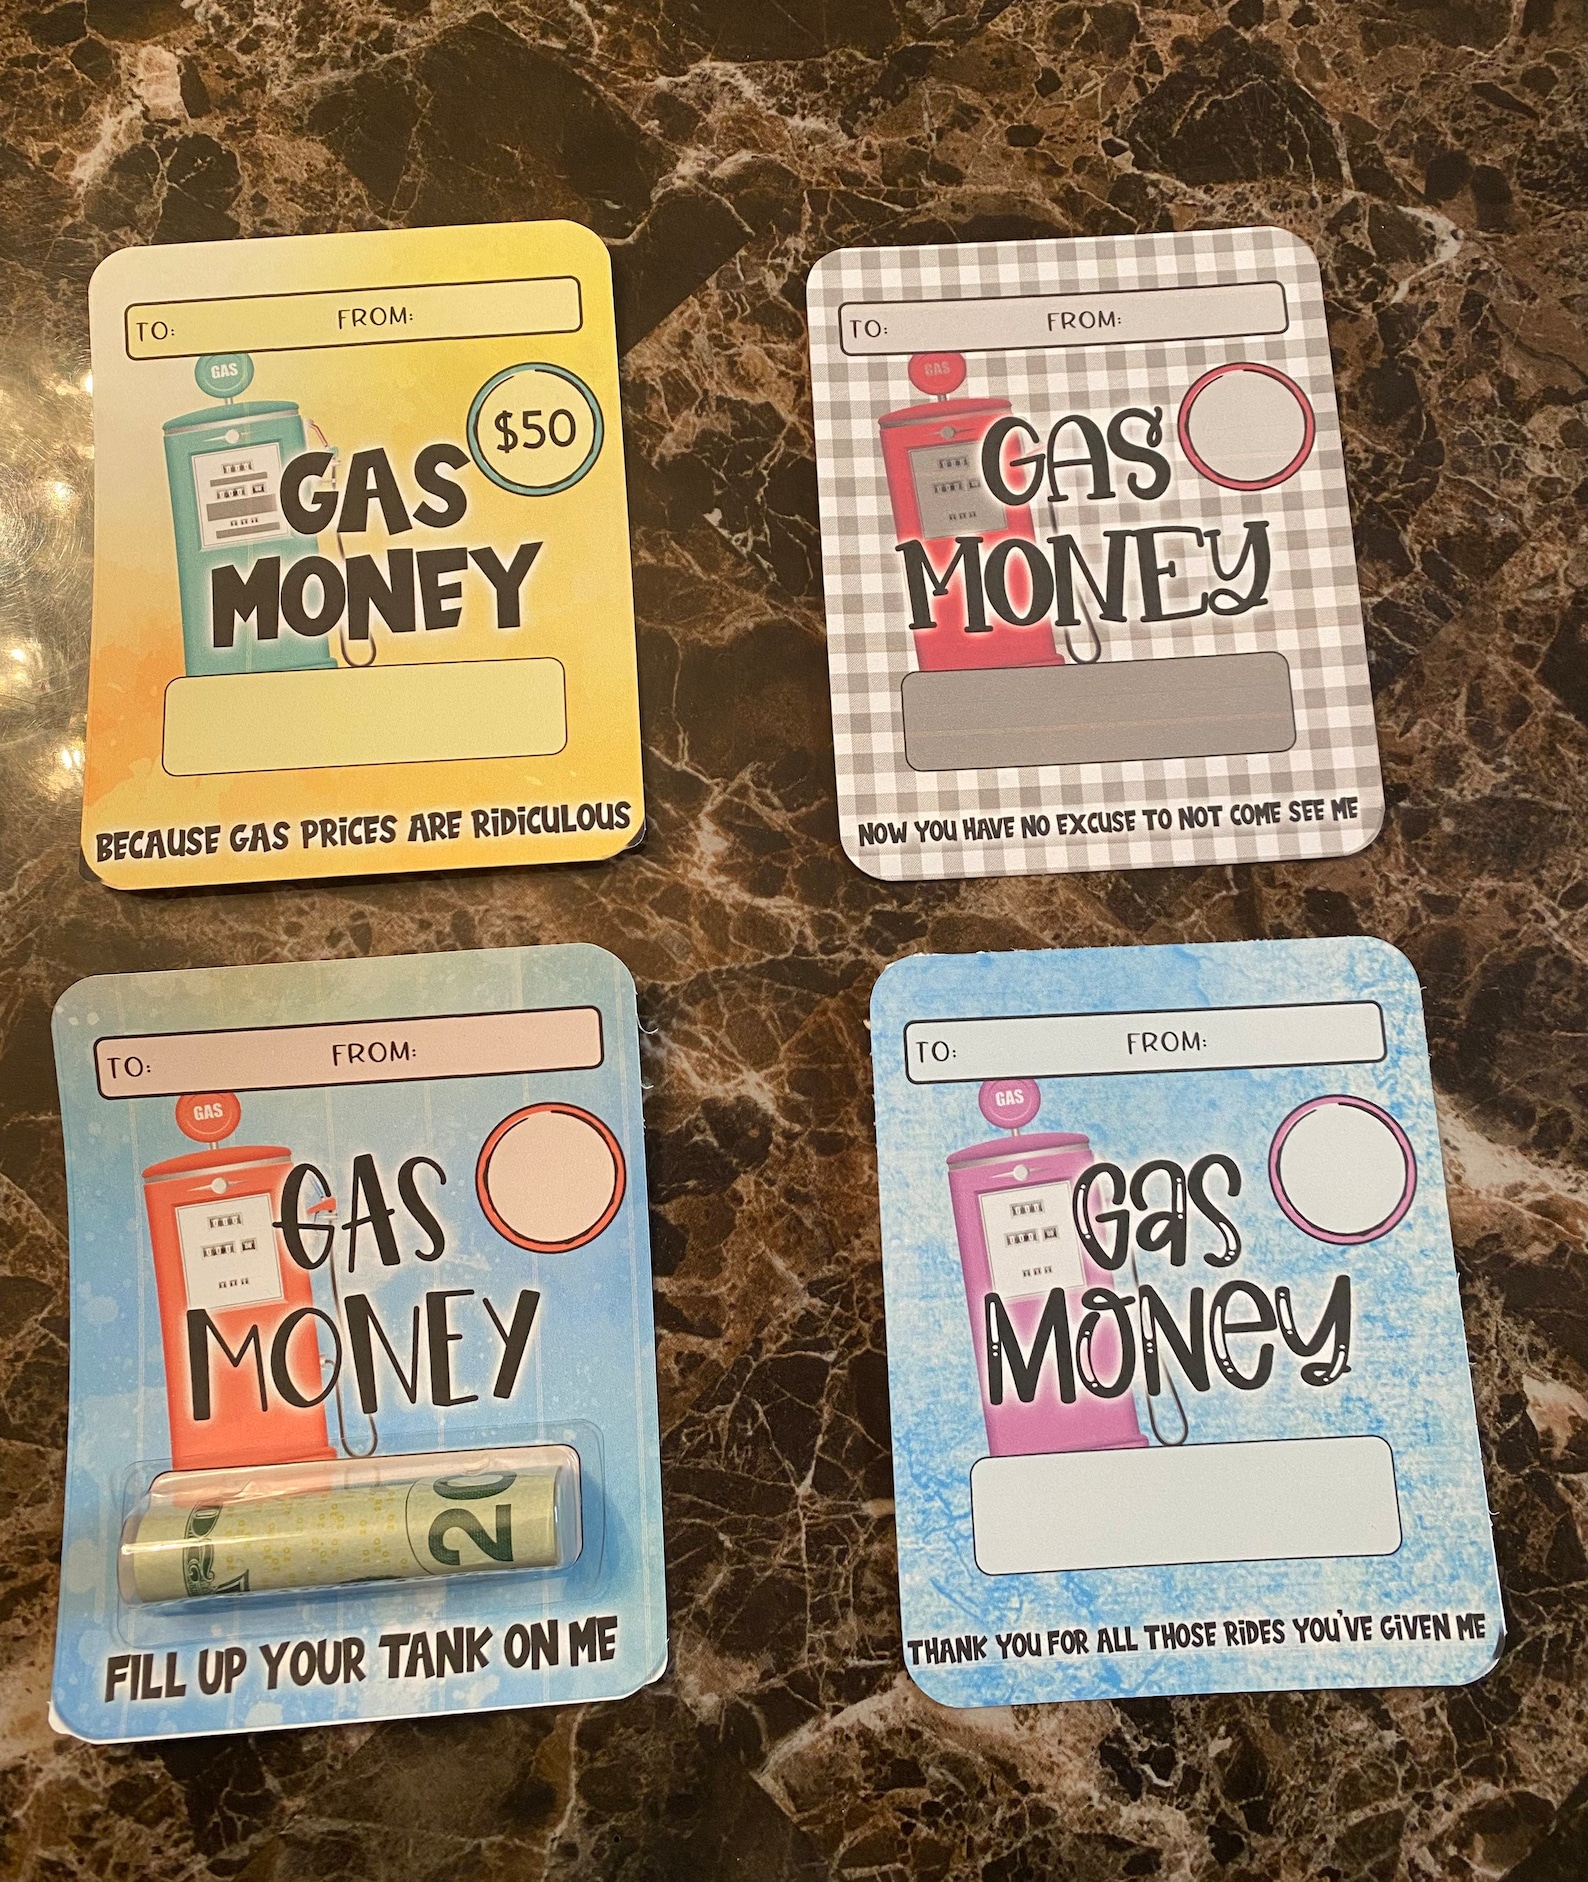 TO: FROM:
GAS
$50
GAS
MONEY
BECAUSE GAS PRICES ARE RIDICULOUS
TO: FROM:
GAS
GAS
MONEY
NOW YOU HAVE NO EXCUSE TO NOT COME SEE ME
TO: FROM:
GAS
GAS
MONEY
20
FILL UP YOUR TANK ON ME
TO: FROM:
GAS
Gas
MONey
THANK YOU FOR ALL THOSE RIDES YOU'VE GIVEN ME